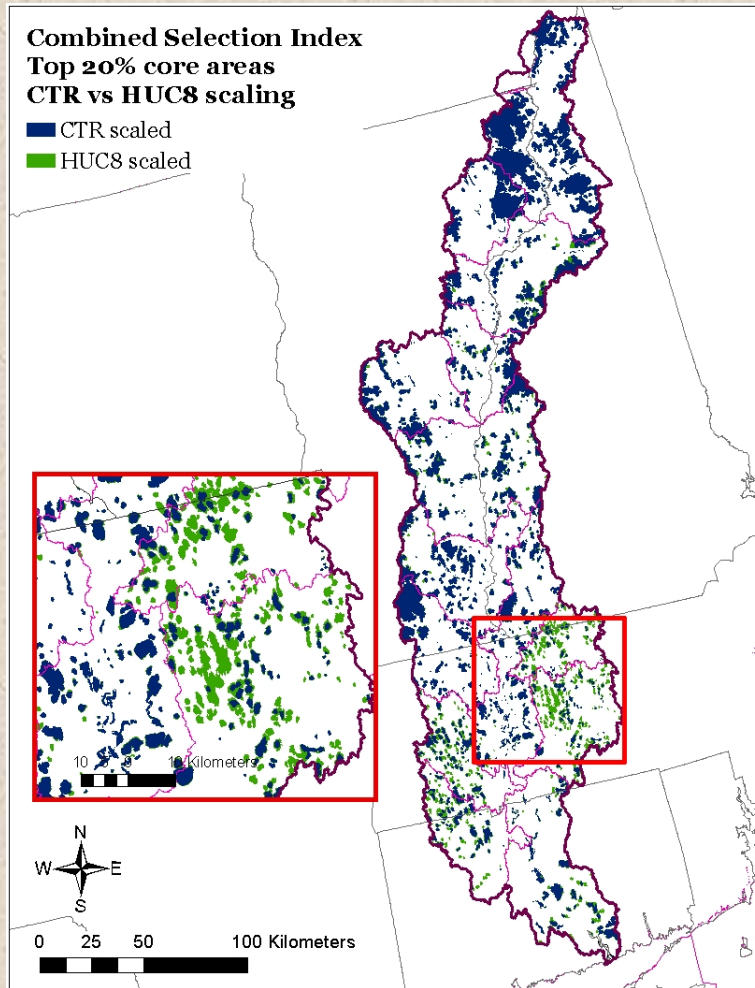 Combined Selection Index
Top 20% core areas
CTR vs HUC8 scaling
CTR scaled
HUC8 scaled
10 Kilometers
N
W E
S
0 25 50 100 Kilometers